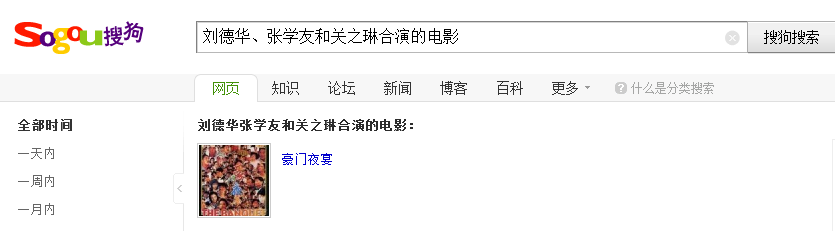 Sogou搜狗
刘德华、张学友和关之琳合演的电影
搜狗搜索
网页 知识 论坛 新闻 博客 百科 更多 什么是分类搜索
全部时间
一天内
一周内
一月内
刘德华张学友和关之琳合演的电影：
豪门夜宴